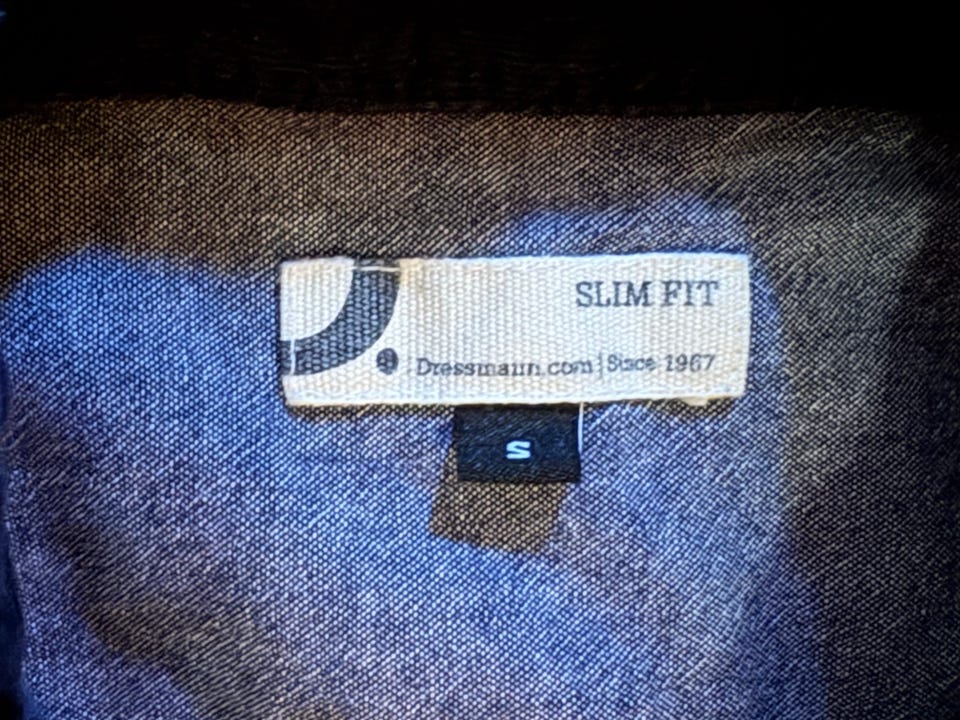 SLIM FIT
Dressmann.com | Since 1967
S